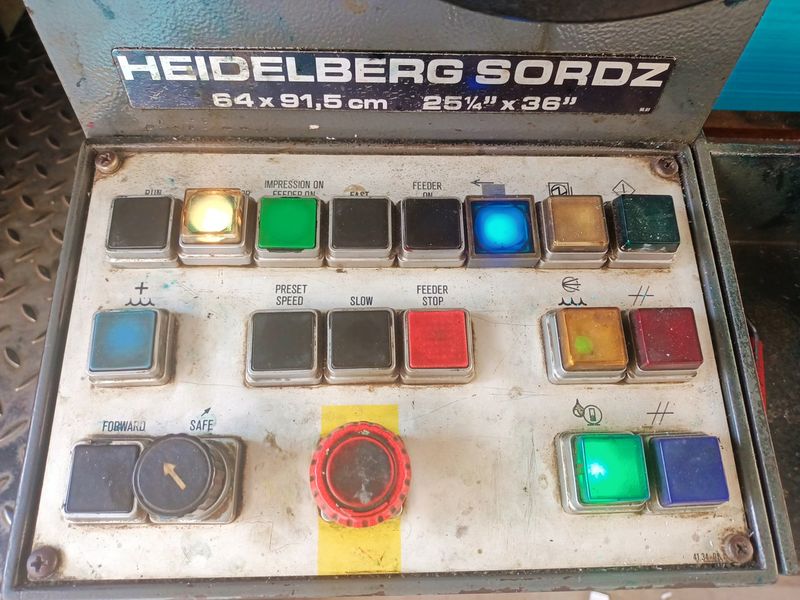 HEIDELBERG SORDZ
64 x 91,5 cm 25¼" x 36"
RUN
IMPRESSION ON
FEEDER ON
FAST
FEEDER
ON
PRESET
SPEED
SLOW
FEEDER
STOP
FORWARD
SAFE